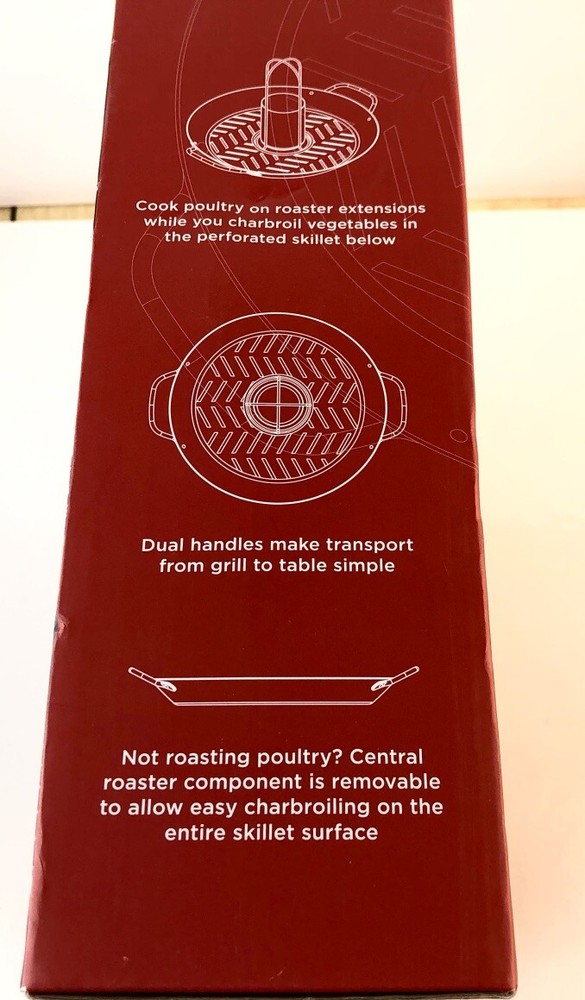 Cook poultry on roaster extensions
while you charbroil vegetables in
the perforated skillet below
Dual handles make transport
from grill to table simple
Not roasting poultry? Central
roaster component is removable
to allow easy charbroiling on the
entire skillet surface